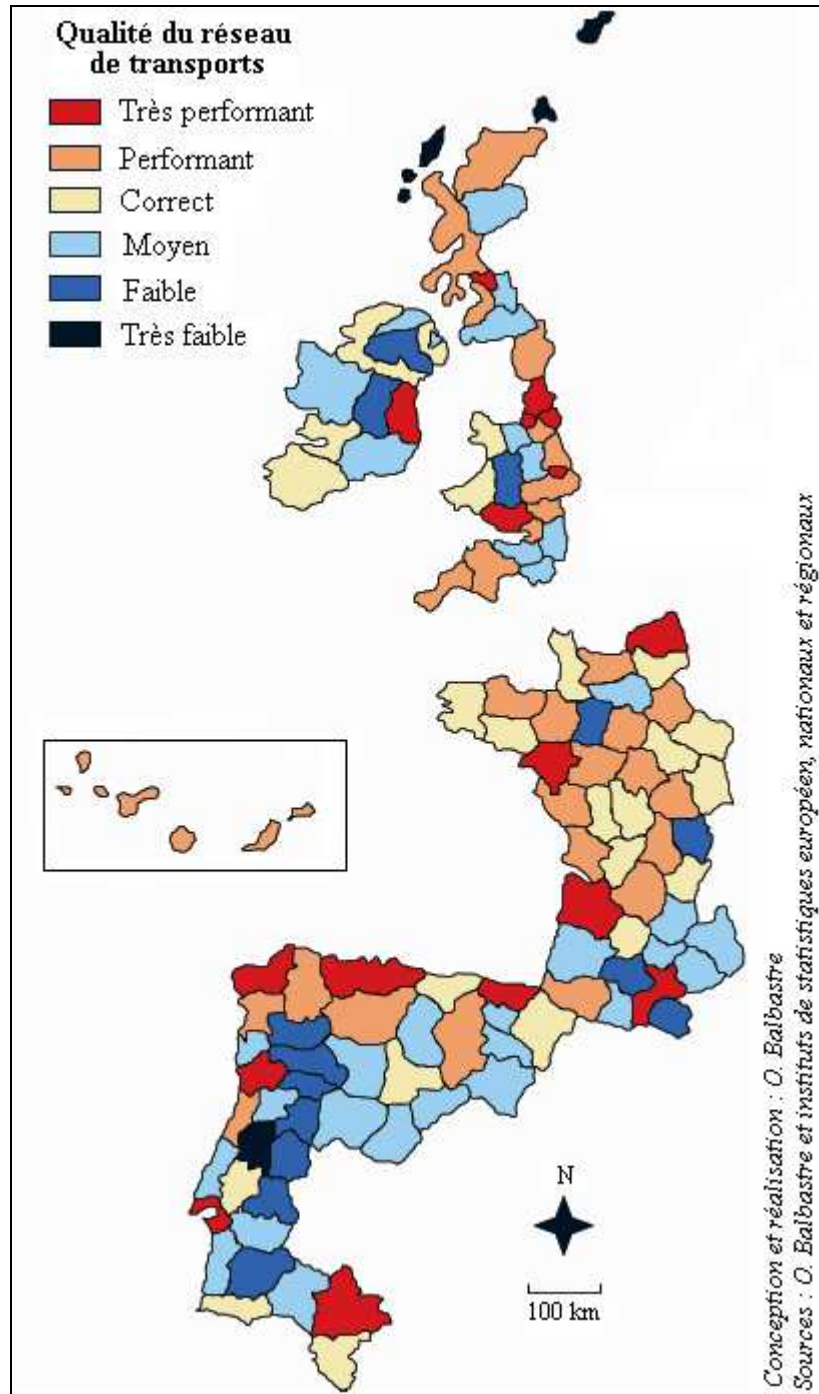 Qualité du réseau
de transports
Très performant
Performant
Correct
Moyen
Faible
Très faible
N
100 km
Conception et réalisation : O. Balbastre
Sources : O. Balbastre et instituts de statistiques européen, nationaux et régionaux